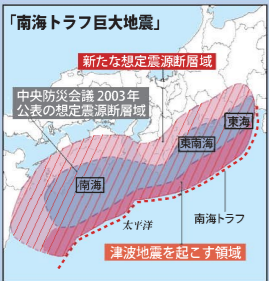 「南海トラフ巨大地震」
新たな想定震源断層域
中央防災会議 2003年
公表の想定震源断層域
東海
東南海
南海
南海トラフ
太平洋
津波地震を起こす領域